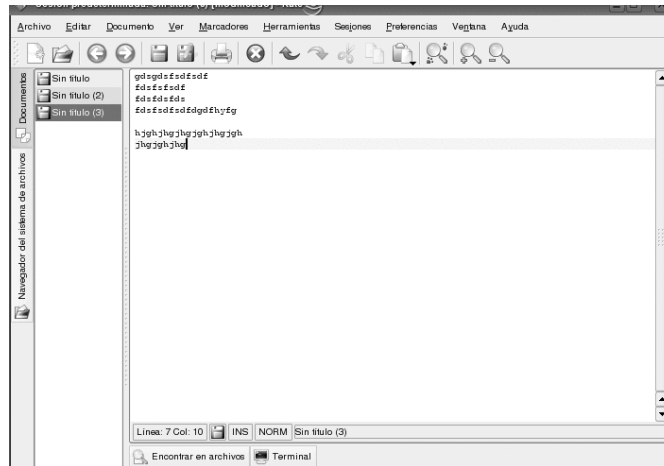 Archivo Editar Documento Ver Marcadores Herramientas Sesiones Preferencias Ventana Ayuda
Documentos
Navegador del sistema de archivos
Sin título
Sin título (2)
Sin título (3)
gdsgdsfsdfsdf
fdsfsfsdf
fdsfdsfds
fdsfsdfsdfdgdfhyfg
hjghjhgjhgjghjhgjgh
jhgjghjhg
Línea: 7 Col: 10 INS NORM Sin título (3)
Encontrar en archivos Terminal